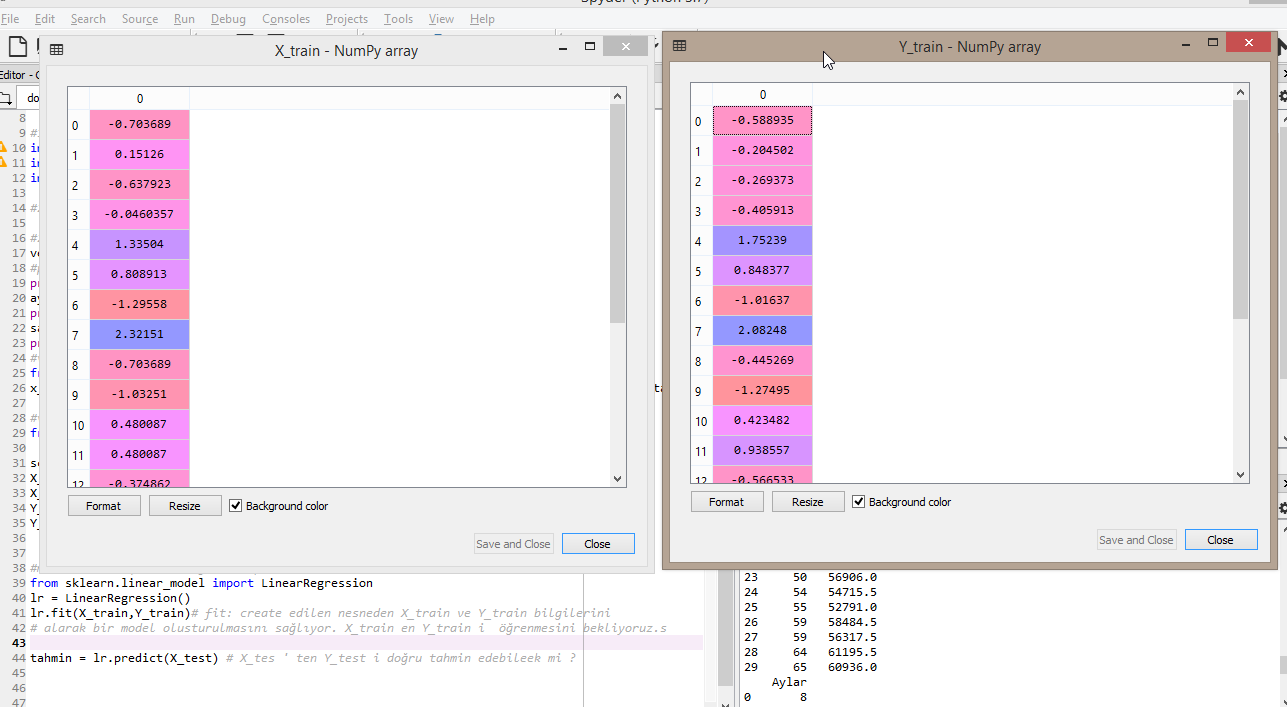 Spyder (Python 3.7)
File Edit Search Source Run Debug Consoles Projects Tools View Help
X_train - NumPy array
0
0 -0.703689
1 0.15126
2 -0.637923
3 -0.0460357
4 1.33504
5 0.808913
6 -1.29558
7 2.32151
8 -0.703689
9 -1.03251
10 0.480087
11 0.480087
12 -0.374862
Format Resize Background color
Save and Close Close
Y_train - NumPy array
0
0 -0.588935
1 -0.204502
2 -0.269373
3 -0.405913
4 1.75239
5 0.848377
6 -1.01637
7 2.08248
8 -0.445269
9 -1.27495
10 0.423482
11 0.938557
12 -0.566533
Format Resize Background color
Save and Close Close
Editor - C
do
8
9 #
10 im
11 im
12 im
13
14 #
15
16 #
17 ve
18 #p
19 pr
20 ay
21 pr
22 sa
23 pr
24 #
25 fr
26 x_
27
28 #v
29 fr
30
31 sc
32 X_
33 X_
34 Y_
35 Y_
36
37
38 #
39 from sklearn.linear_model import LinearRegression
40 lr = LinearRegression()
41 lr.fit(X_train,Y_train)# fit: create edilen nesneden X_train ve Y_train bilgilerini
42 # alarak bir model olusturulmasını sağlıyor. X_train en Y_train i  öğrenmesini bekliyoruz.s
43
44 tahmin = lr.predict(X_test) # X_tes ' ten Y_test i doğru tahmin edebileek mi ?
45
46
47
23 50 56906.0
24 54 54715.5
25 55 52791.0
26 59 58484.5
27 59 56317.5
28 64 61195.5
29 65 60936.0
Aylar
0 8